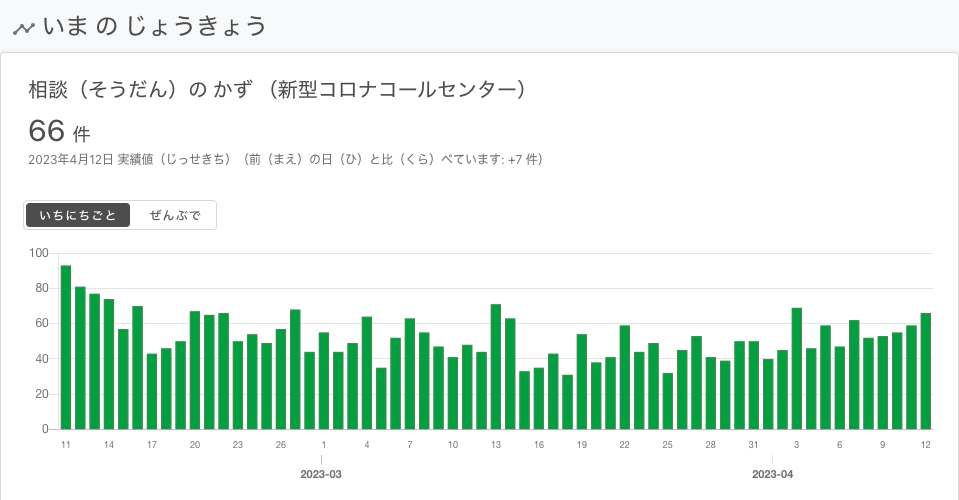 いま の じょうきょう
相談（そうだん）の かず （新型コロナコールセンター）
66 件
2023年4月12日 実績値（じっせきち）（前（まえ）の日（ひ）と比（くら）べています: +7 件）
いちにちごと ぜんぶで
100
80
60
40
20
0
11 14 17 20 23 26 1 4 7 10 13 16 19 22 25 28 31 3 6 9 12
2023-03 2023-04